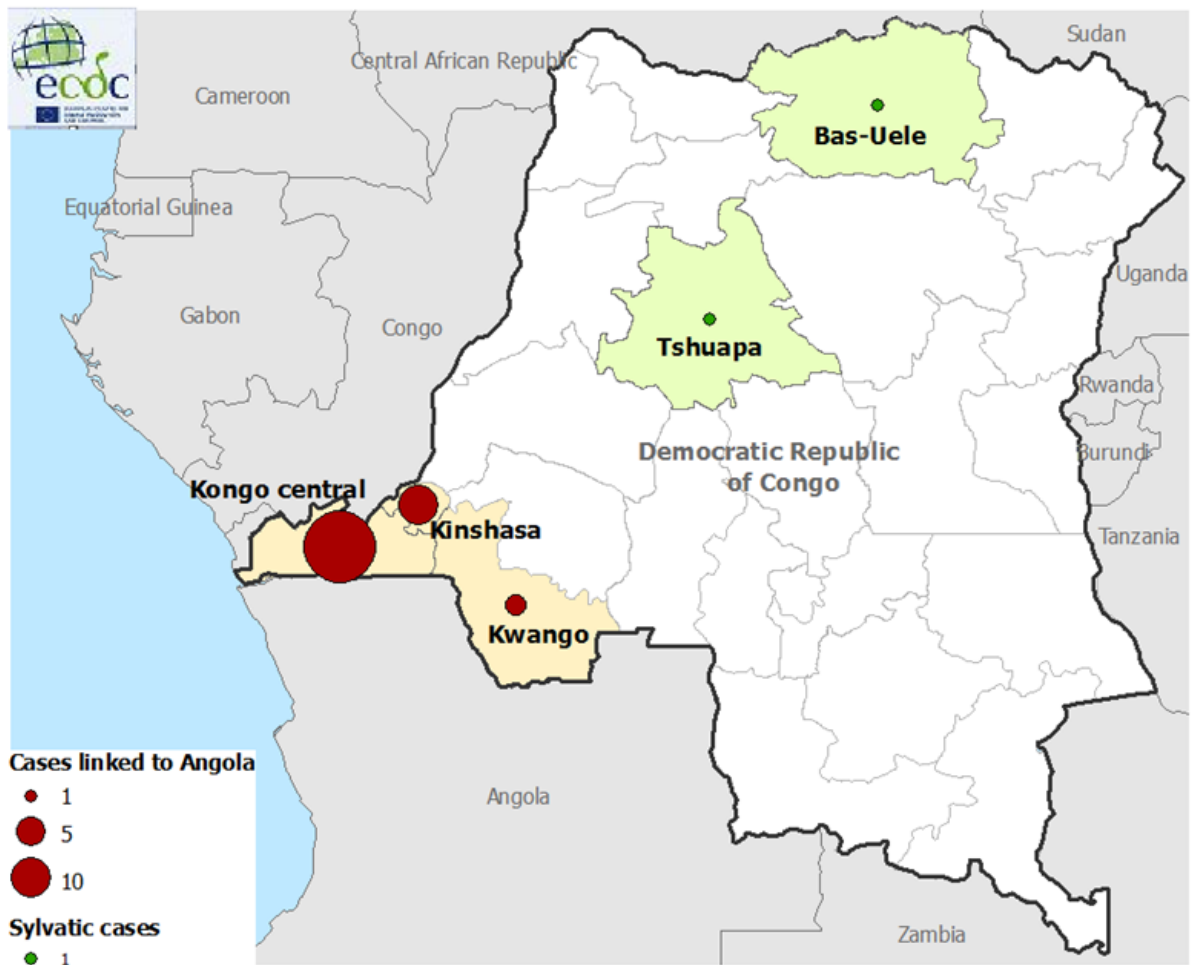 ecdc
Sudan
Central African Republic
Cameroon
Bas-Uele
Equatorial Guinea
Uganda
Gabon
Congo
Tshuapa
Rwanda
Democratic Republic
of Congo
Burundi
Kongo central
Kinshasa
Tanzania
Kwango
Cases linked to Angola
1
5
10
Angola
Sylvatic cases
1
Zambia